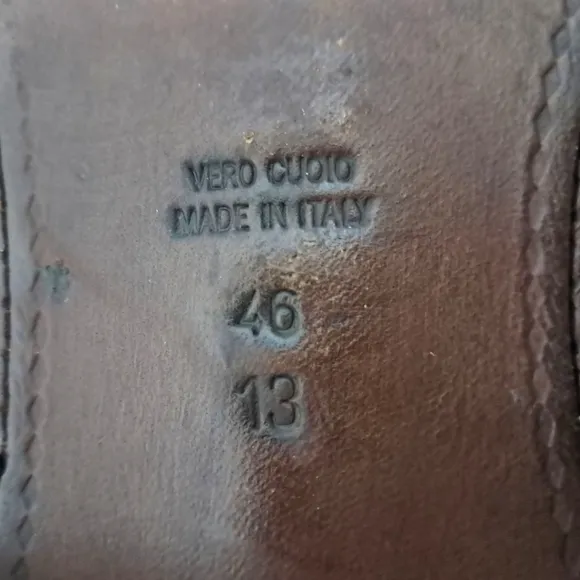 VERO CUOIO
MADE IN ITALY
46
13